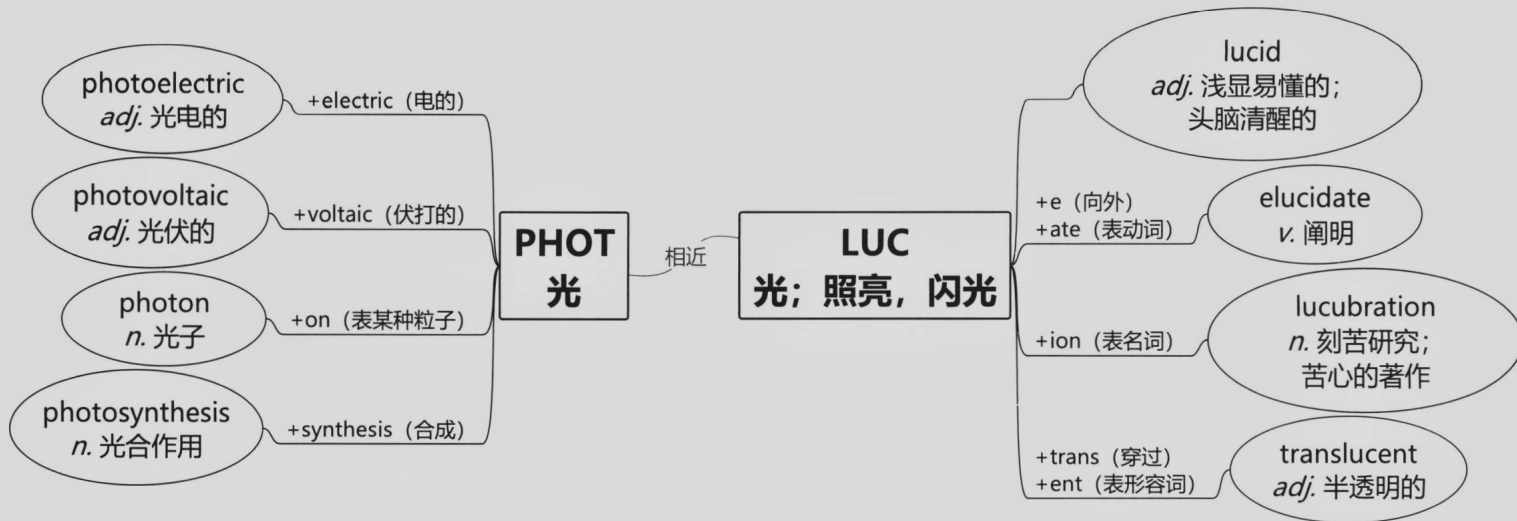 photoelectric
adj. 光电的
+electric（电的）
photovoltaic
adj. 光伏的
+voltaic（伏打的）
photon
n. 光子
+on（表某种粒子）
photosynthesis
n. 光合作用
+synthesis（合成）
PHOT
光
相近
LUC
光；照亮，闪光
lucid
adj. 浅显易懂的；
头脑清醒的
+e（向外）
+ate（表动词）
elucidate
v. 阐明
+ion（表名词）
lucubration
n. 刻苦研究；
苦心的著作
+trans（穿过）
+ent（表形容词）
translucent
adj. 半透明的